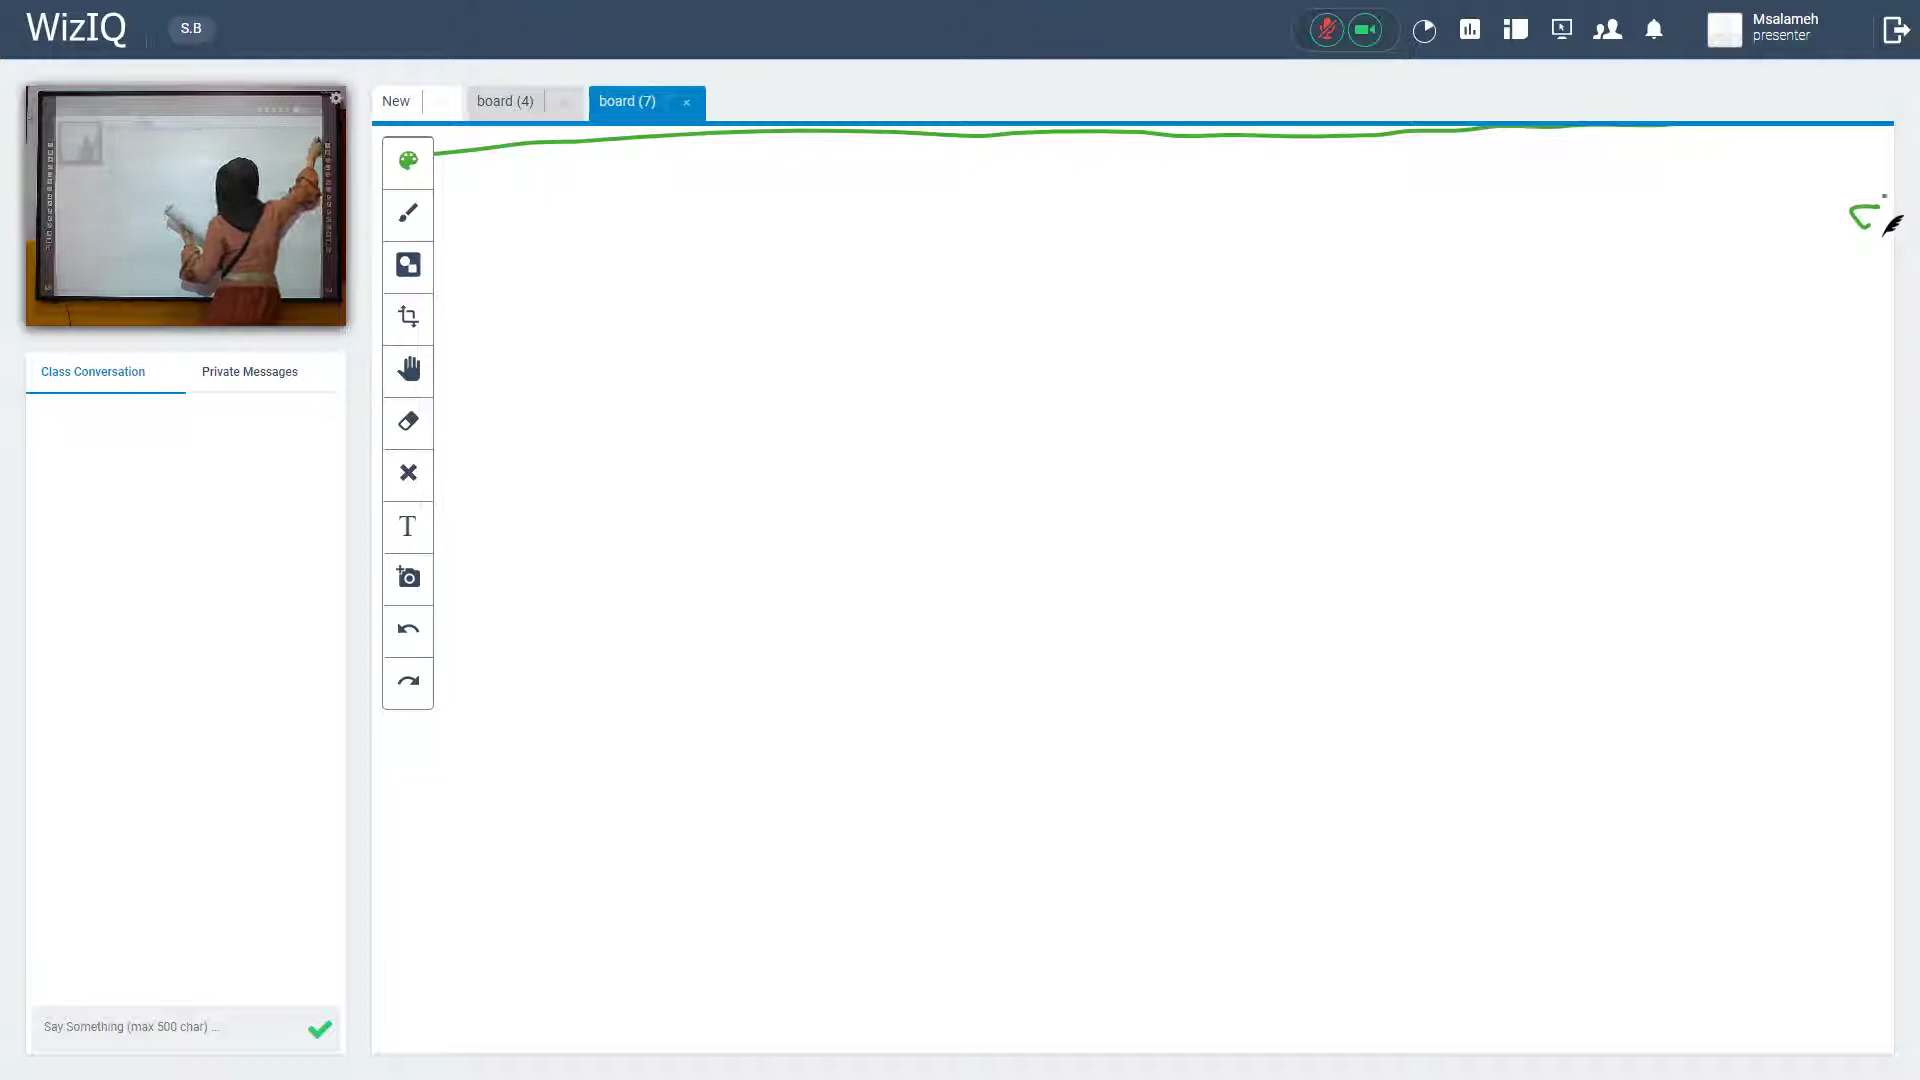 WizIQ
S.B
Msalameh
presenter
New
board (4)
board (7)
×
T
Class Conversation
Private Messages
Say Something (max 500 char) ...